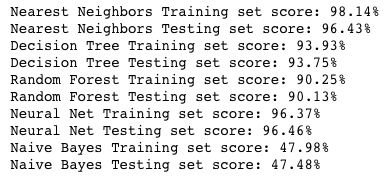 Nearest Neighbors Training set score: 98.14%
Nearest Neighbors Testing set score: 96.43%
Decision Tree Training set score: 93.93%
Decision Tree Testing set score: 93.75%
Random Forest Training set score: 90.25%
Random Forest Testing set score: 90.13%
Neural Net Training set score: 96.37%
Neural Net Testing set score: 96.46%
Naive Bayes Training set score: 47.98%
Naive Bayes Testing set score: 47.48%